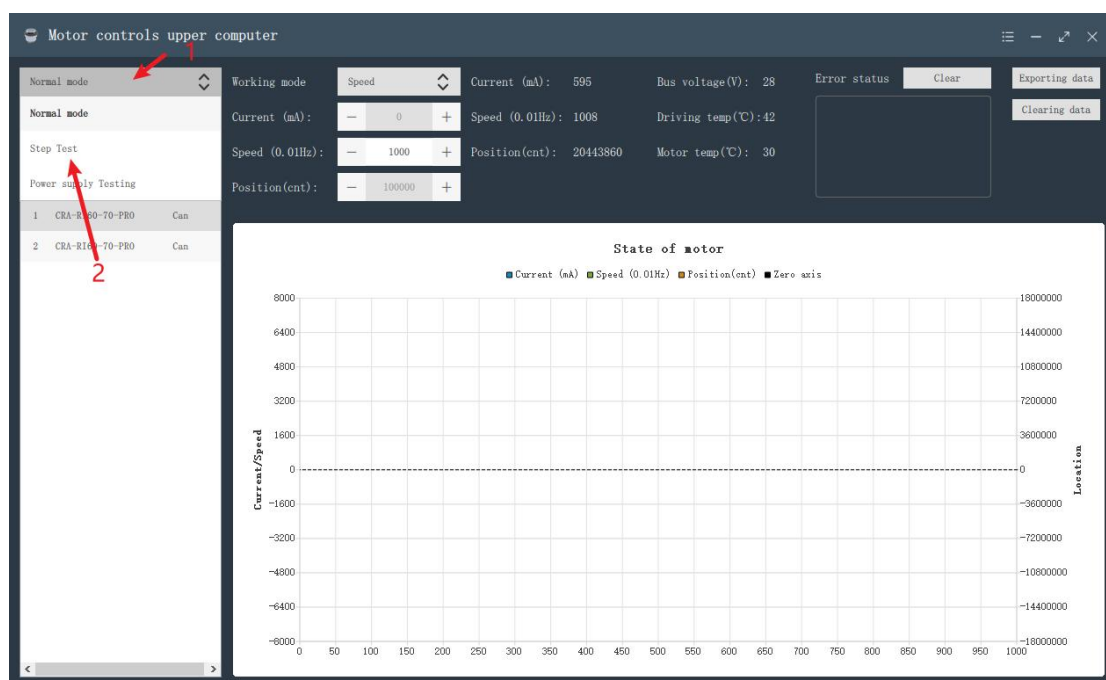 Motor controls upper computer
1
Normal mode
Normal mode
Step Test
Power supply Testing
1 CRA-RI60-70-PRO Can
2 CRA-RI60-70-PRO Can
2
Working mode Speed
Current (mA): − 0 +
Speed (0.01Hz): − 1000 +
Position(cnt): − 100000 +
Current (mA): 595
Speed (0.01Hz): 1008
Position(cnt): 20443860
Bus voltage(V): 28
Driving temp(℃):42
Motor temp(℃): 30
Error status Clear
Exporting data
Clearing data
State of motor
Current (mA) Speed (0.01Hz) Position(cnt) Zero axis
Current/Speed
8000
6400
4800
3200
1600
0
-1600
-3200
-4800
-6400
-8000
18000000
14400000
10800000
7200000
3600000
0
-3600000
-7200000
-10800000
-14400000
-18000000
Location
0 50 100 150 200 250 300 350 400 450 500 550 600 650 700 750 800 850 900 950 1000